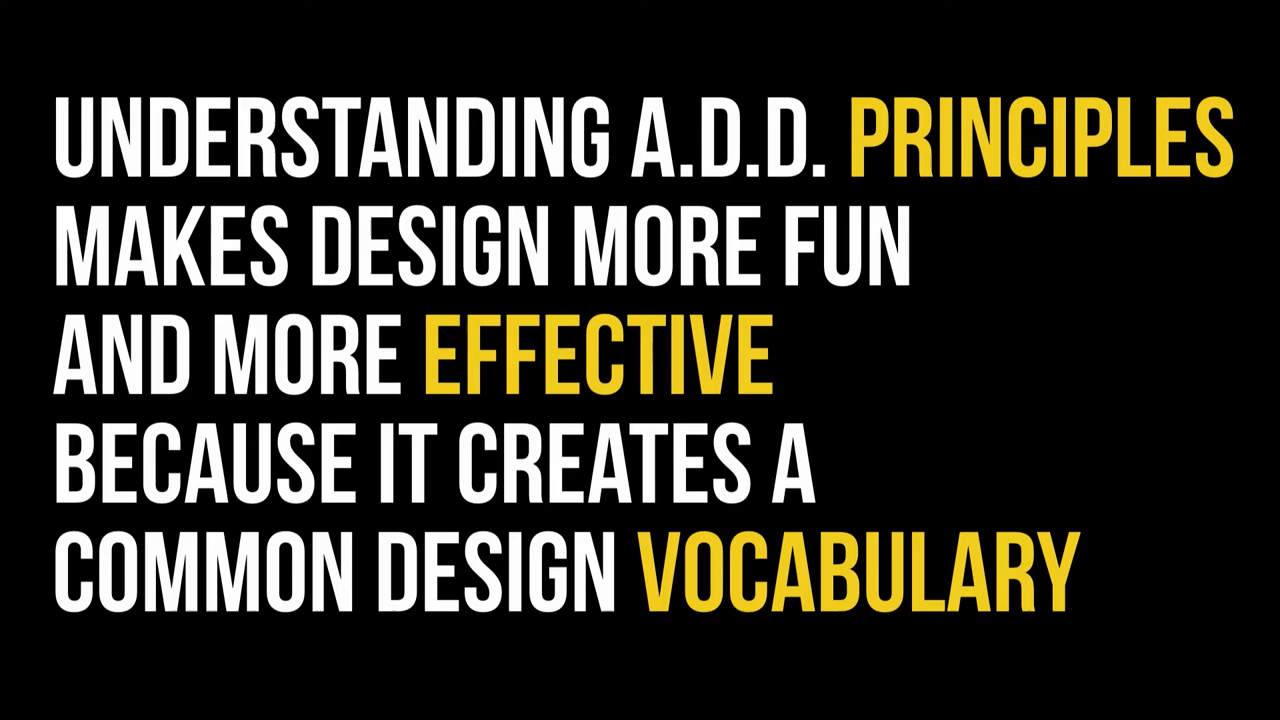 UNDERSTANDING A.D.D. PRINCIPLES
MAKES DESIGN MORE FUN
AND MORE EFFECTIVE
BECAUSE IT CREATES A
COMMON DESIGN VOCABULARY